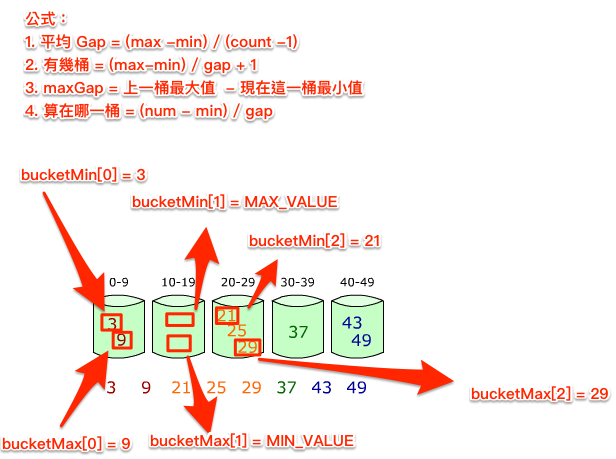 公式：
1. 平均 Gap = (max –min) / (count –1)
2. 有幾桶 = (max–min) / gap + 1
3. maxGap = 上一桶最大值 – 現在這一桶最小值
4. 算在哪一桶 = (num – min) / gap
bucketMin[0] = 3
bucketMin[1] = MAX_VALUE
bucketMin[2] = 21
0-9 10-19 20-29 30-39 40-49
3
9
21
25
29
37
43
49
3 9 21 25 29 37 43 49
bucketMax[2] = 29
bucketMax[0] = 9
bucketMax[1] = MIN_VALUE